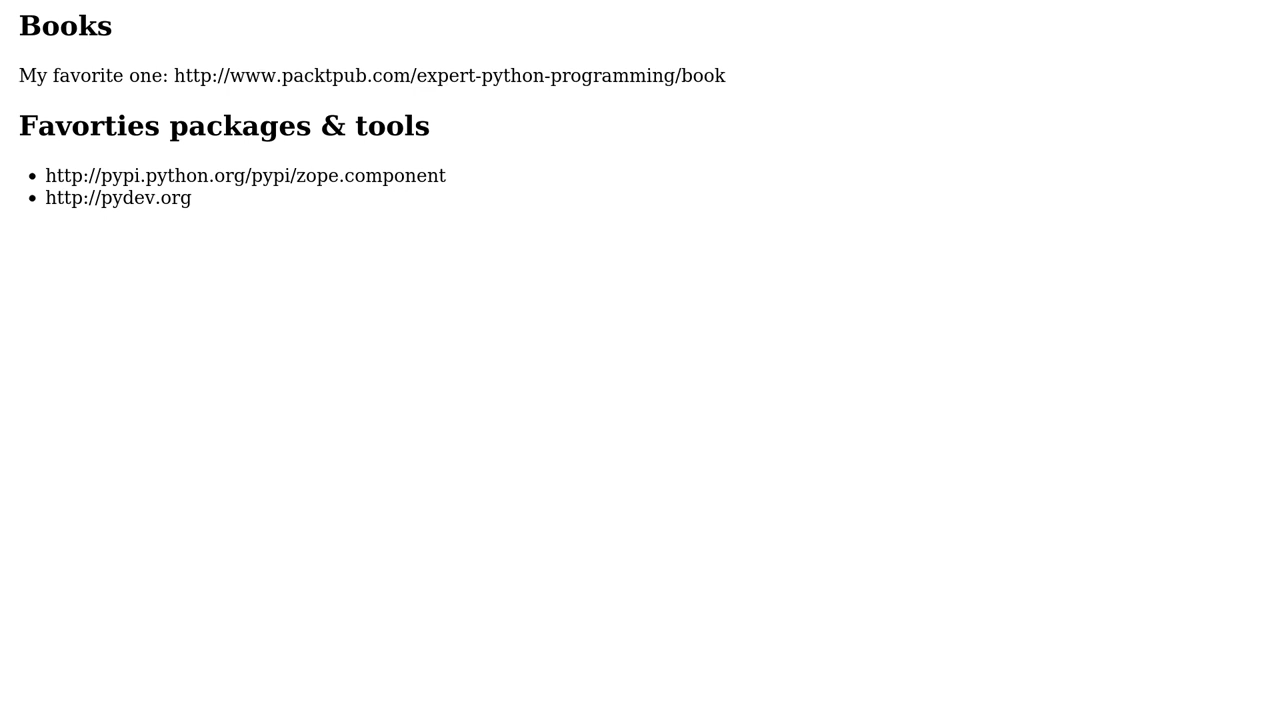 Books
My favorite one: http://www.packtpub.com/expert-python-programming/book
Favorties packages & tools
• http://pypi.python.org/pypi/zope.component
• http://pydev.org